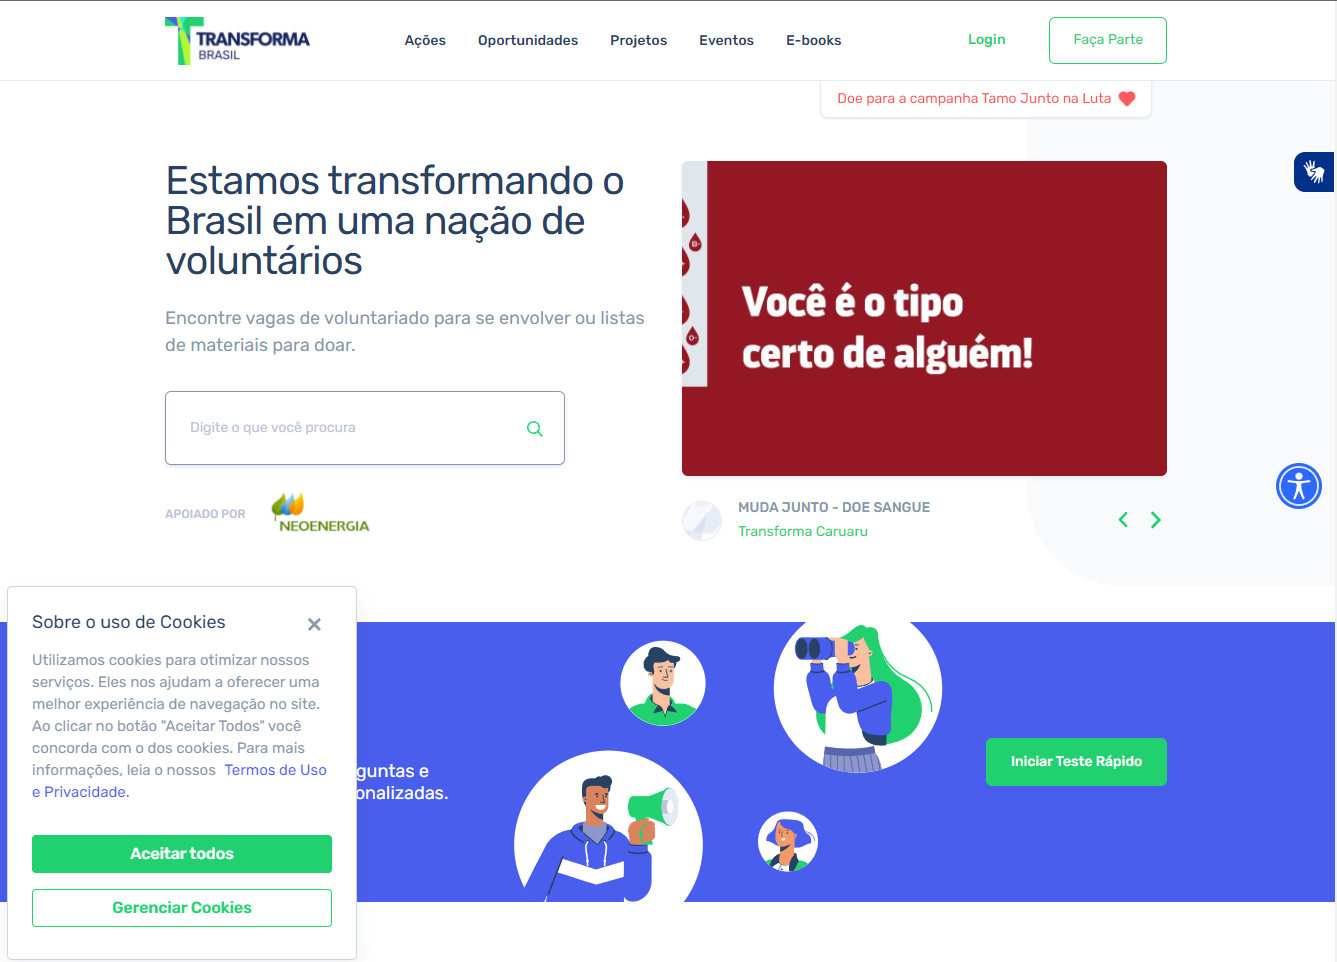 TRANSFORMA
BRASIL
Ações
Oportunidades
Projetos
Eventos
E-books
Login
Faça Parte
Doe para a campanha Tamo Junto na Luta
Estamos transformando o
Brasil em uma nação de
voluntários
Encontre vagas de voluntariado para se envolver ou listas
de materiais para doar.
Digite o que você procura
APOIADO POR
NEOENERGIA
B-
O-
Você é o tipo
certo de alguém!
MUDA JUNTO - DOE SANGUE
Transforma Caruaru
Sobre o uso de Cookies
Utilizamos cookies para otimizar nossos
serviços. Eles nos ajudam a oferecer uma
melhor experiência de navegação no site.
Ao clicar no botão "Aceitar Todos" você
concorda com o dos cookies. Para mais
informações, leia o nossos Termos de Uso
e Privacidade.
Aceitar todos
Gerenciar Cookies
guntas e
onalizadas.
Iniciar Teste Rápido